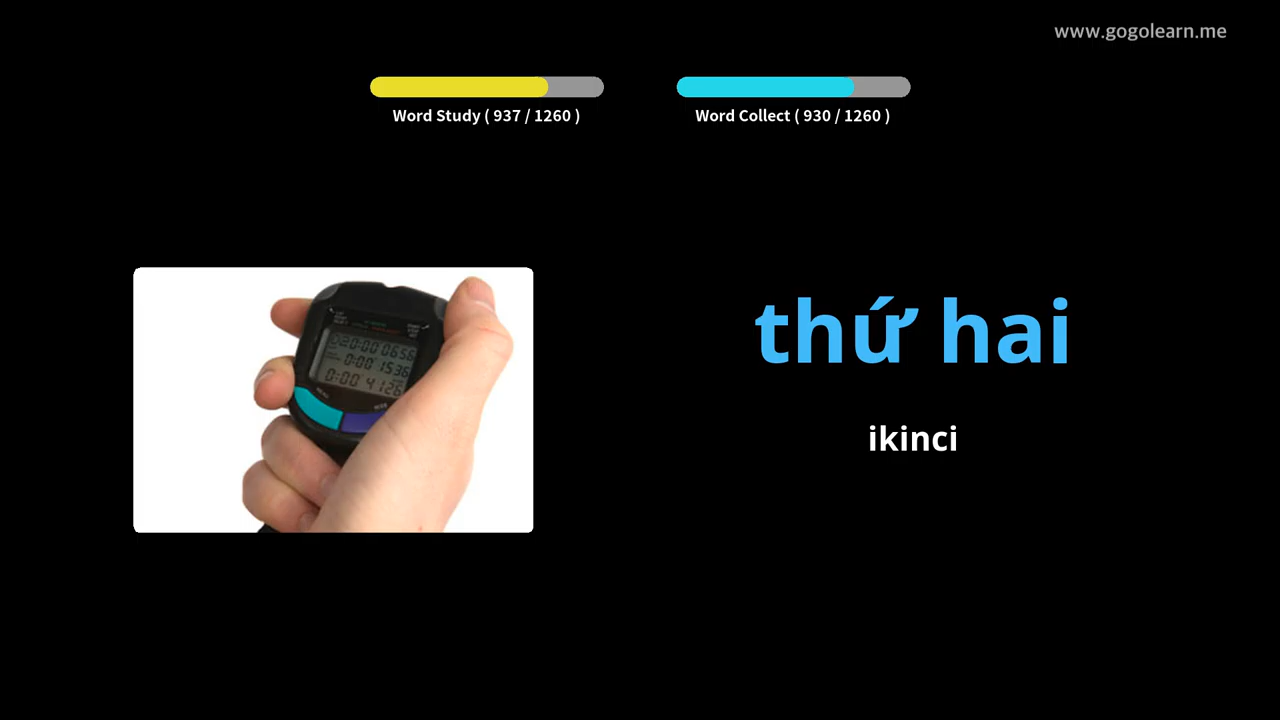 www.gogolearn.me
Word Study ( 937 / 1260 )
Word Collect ( 930 / 1260 )
thứ hai
ikinci